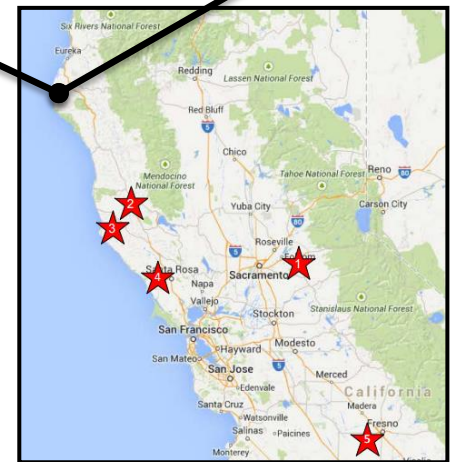 Six Rivers National Forest
Eureka
Redding
Lassen National Forest
Red Bluff
5
Chico
Mendocino
National Forest
Tahoe National Forest
Reno
80
Carson City
2
Yuba City
80
3
Roseville
5
1
Santa Rosa
4
Sacramento
Napa
Vallejo
Stockton
Stanislaus National Forest
San Francisco
Hayward
Modesto
San Mateo
5
San Jose
Merced
Edenvale
California
Santa Cruz
Madera
Watsonville
Fresno
Salinas
Paicines
5
Monterey